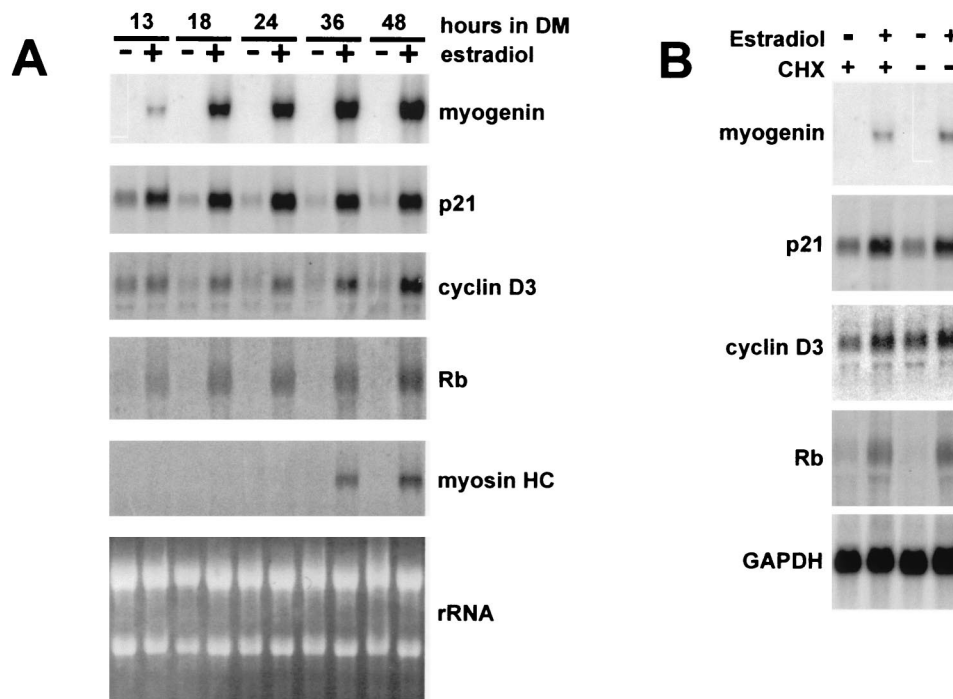 A
13 18 24 36 48 hours in DM
- + - + - + - + - + estradiol
myogenin
p21
cyclin D3
Rb
myosin HC
rRNA
B
Estradiol - + - +
CHX + + - -
myogenin
p21
cyclin D3
Rb
GAPDH